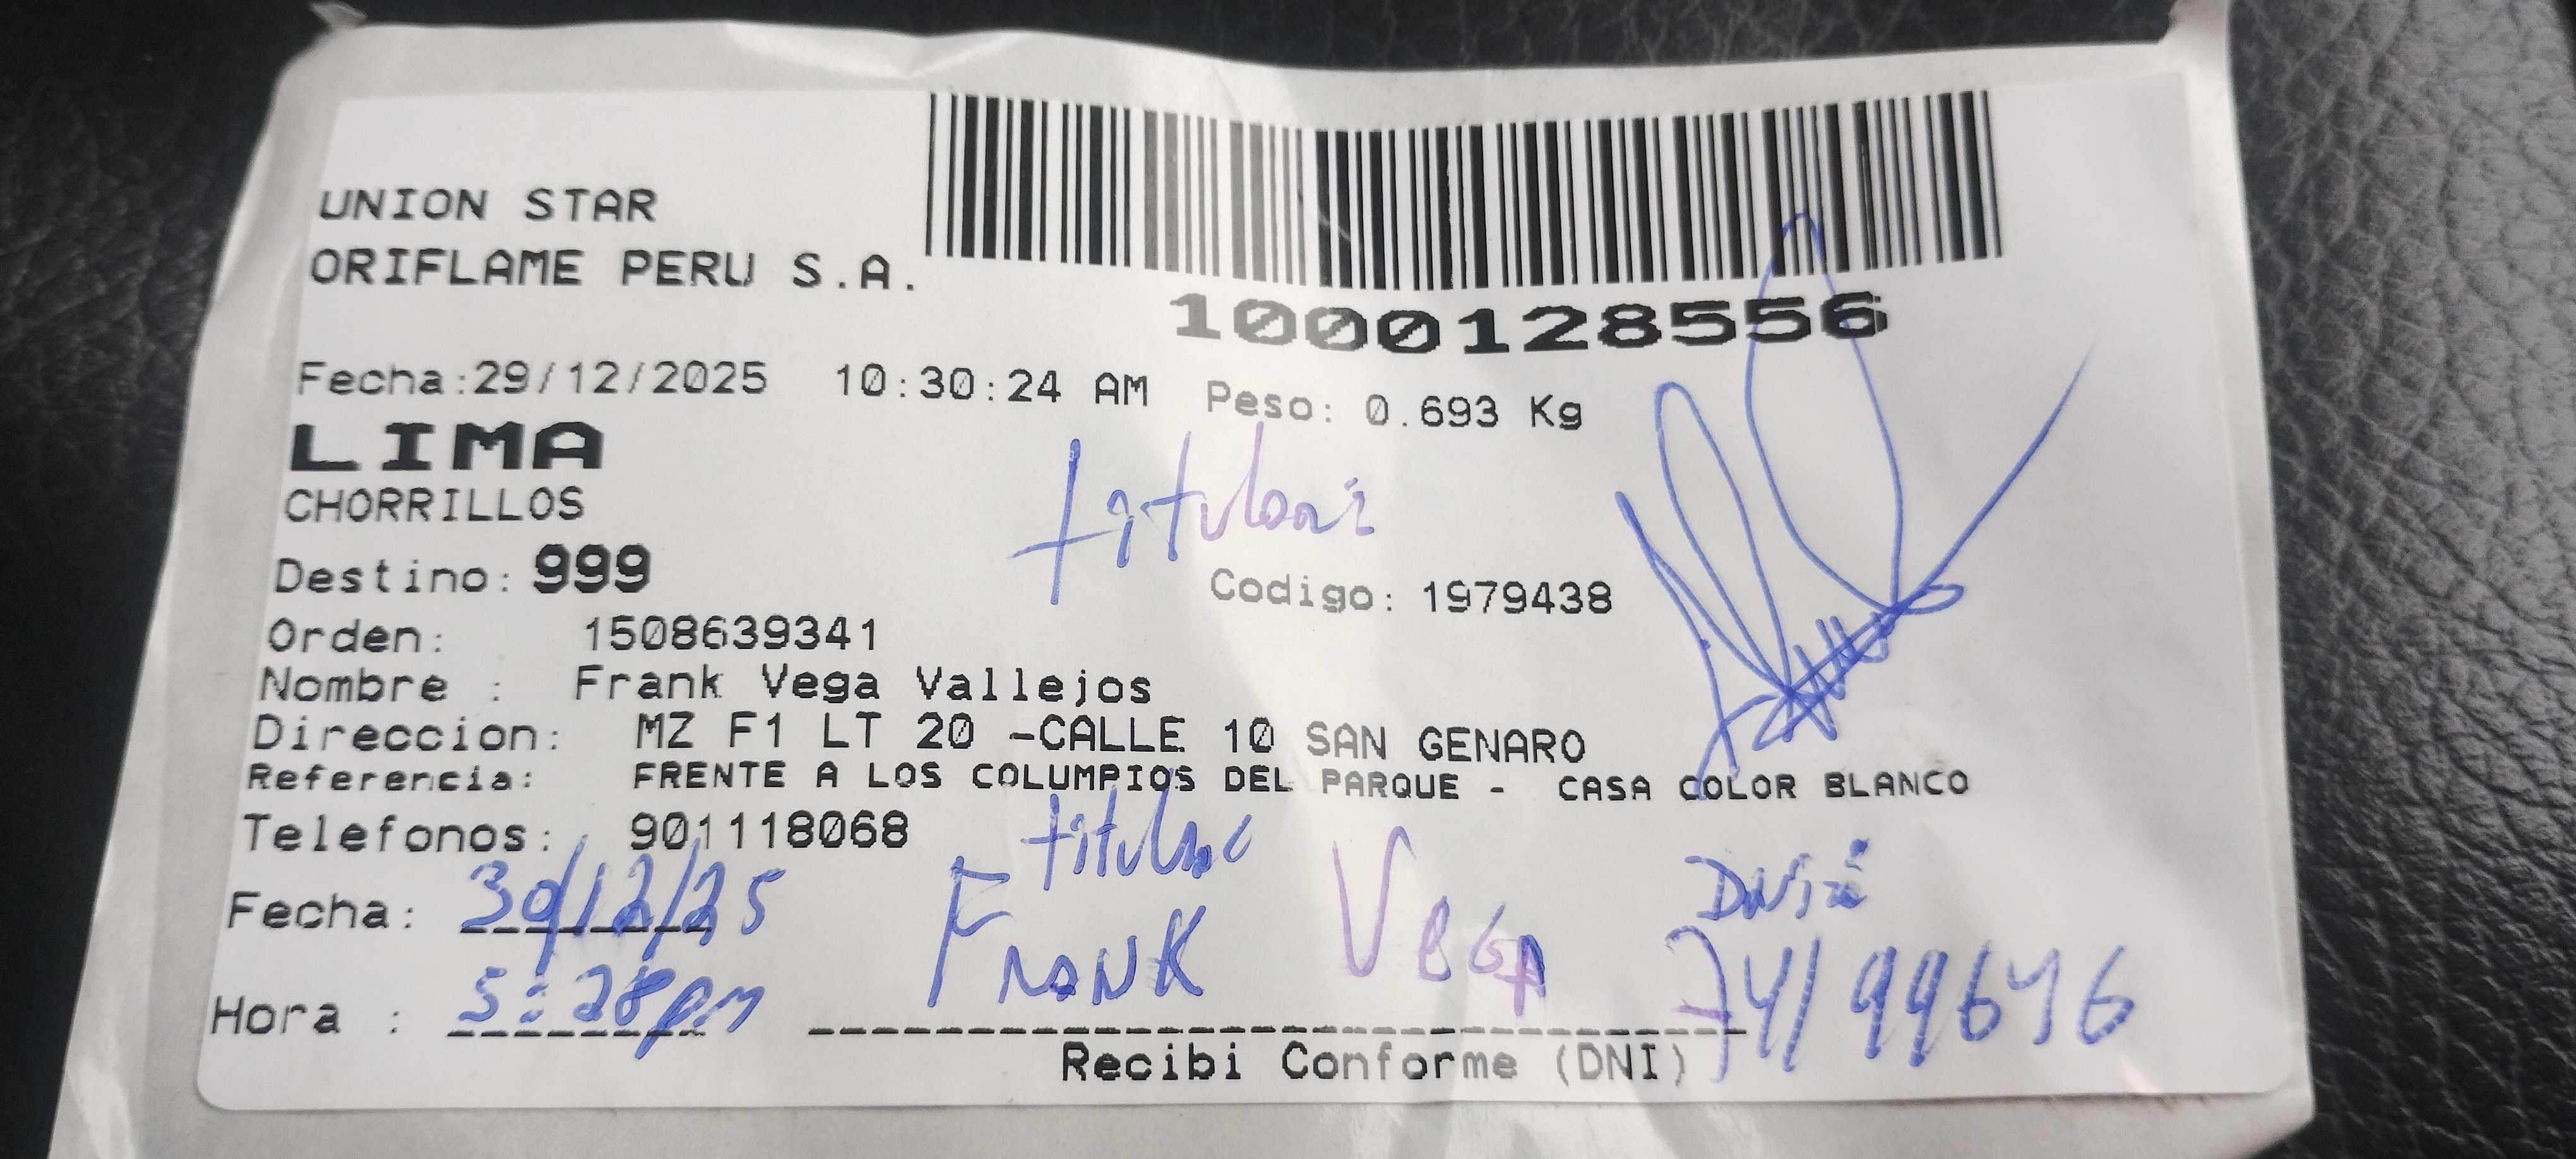 UNION STAR
ORIFLAME PERU S.A.
1000128556
Fecha:29/12/2025 10:30:24 AM Peso: 0.693 Kg
LIMA
CHORRILLOS
titular
Destino: 999
Codigo: 1979438
Orden: 1508639341
Nombre : Frank Vega Vallejos
Direccion: MZ F1 LT 20 -CALLE 10 SAN GENARO
Referencia: FRENTE A LOS COLUMPIOS DEL PARQUE - CASA COLOR BLANCO
Telefonos: 901118068
titular
Fecha: 30/12/25
FRANK VEGA
Hora : 5:28pm
Recibi Conforme (DNI)